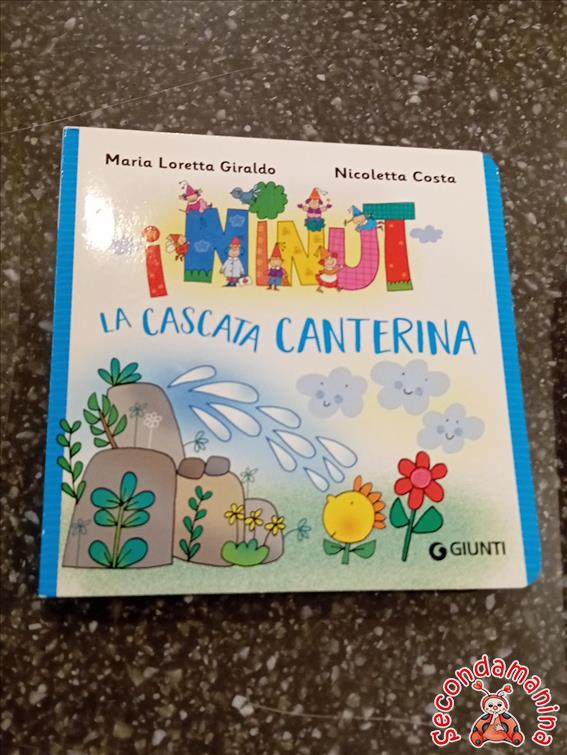 Maria Loretta Giraldo
Nicoletta Costa
i MINUT
LA CASCATA CANTERINA
GIUNTI
Secondamanina